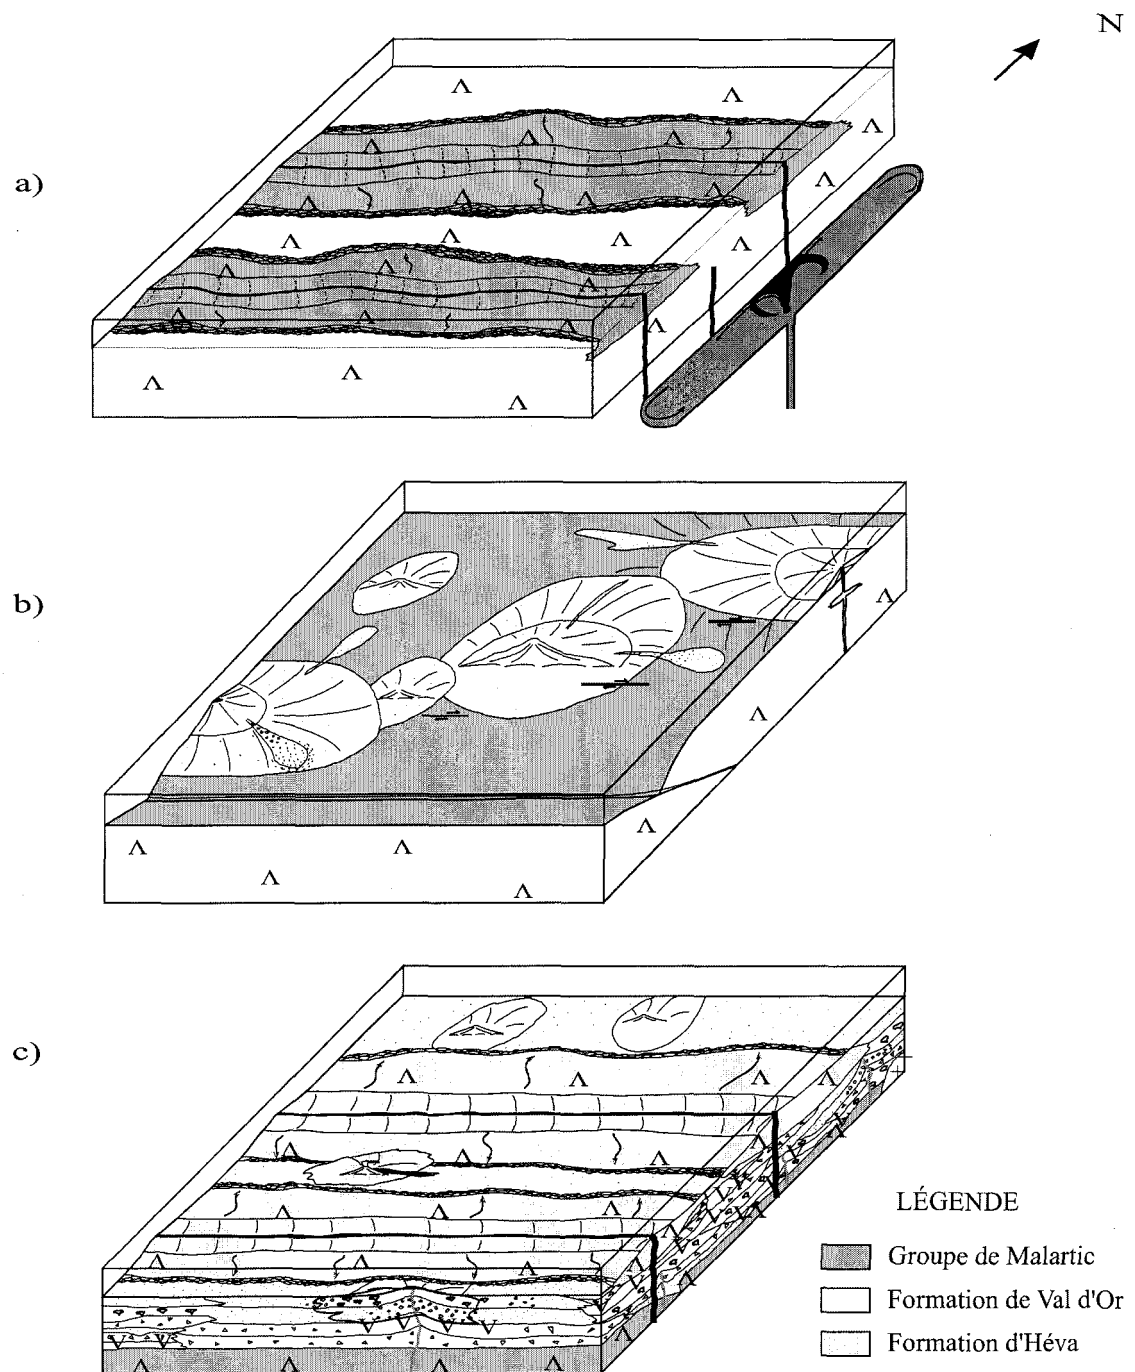 N
a)
b)
c)
LÉGENDE
Groupe de Malartic
Formation de Val d'Or
Formation d'Héva